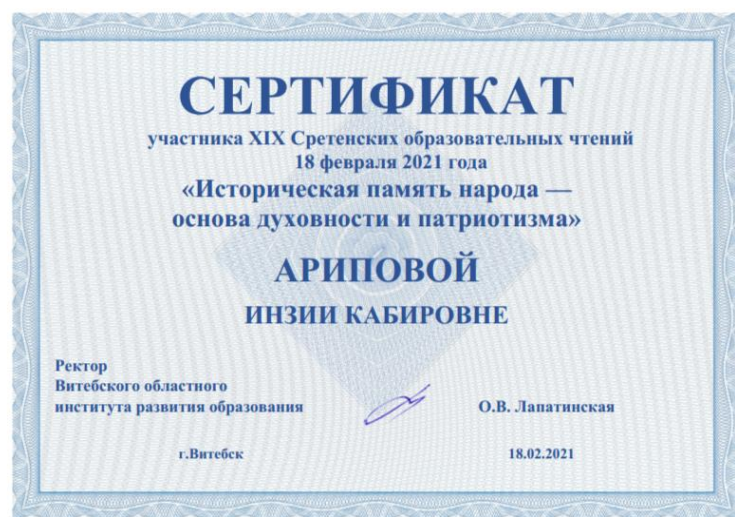 СЕРТИФИКАТ
участника XIX Сретенских образовательных чтений
18 февраля 2021 года
«Историческая память народа —
основа духовности и патриотизма»
АРИПОВОЙ
ИНЗИИ КАБИРОВНЕ
Ректор
Витебского областного
института развития образования
О.В. Лапатинская
г.Витебск
18.02.2021